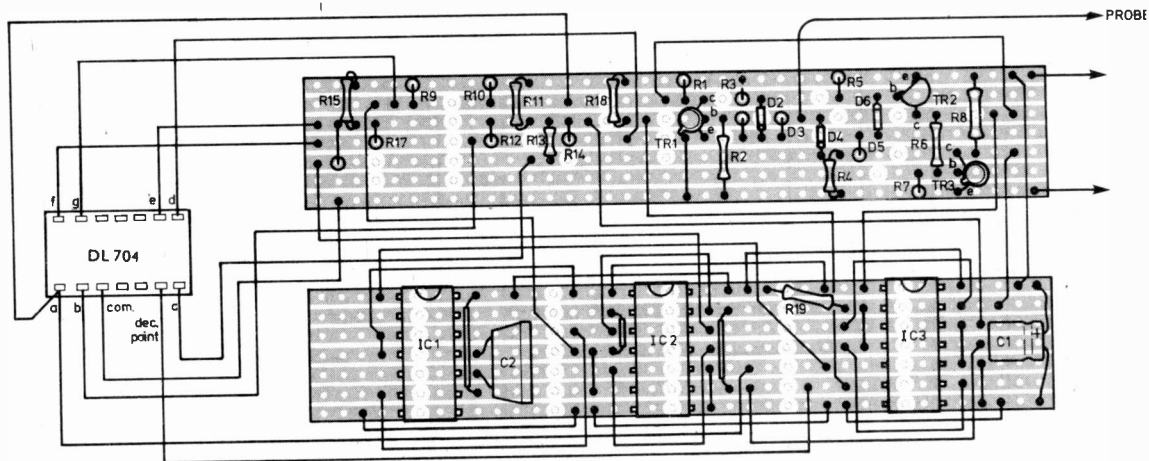 PROBE
R15
R9
R10
R11
R18
R1
R3
R5
e
b
TR2
c
R17
R12
R13
R14
c
b
e
TR1
D2
D3
D4
D5
D6
R2
R4
R6
R7
R8
c
b
e
TR3
f
g
e
d
DL 704
a
b
com.
dec.
point
c
IC1
C2
IC2
R19
IC3
C1
+